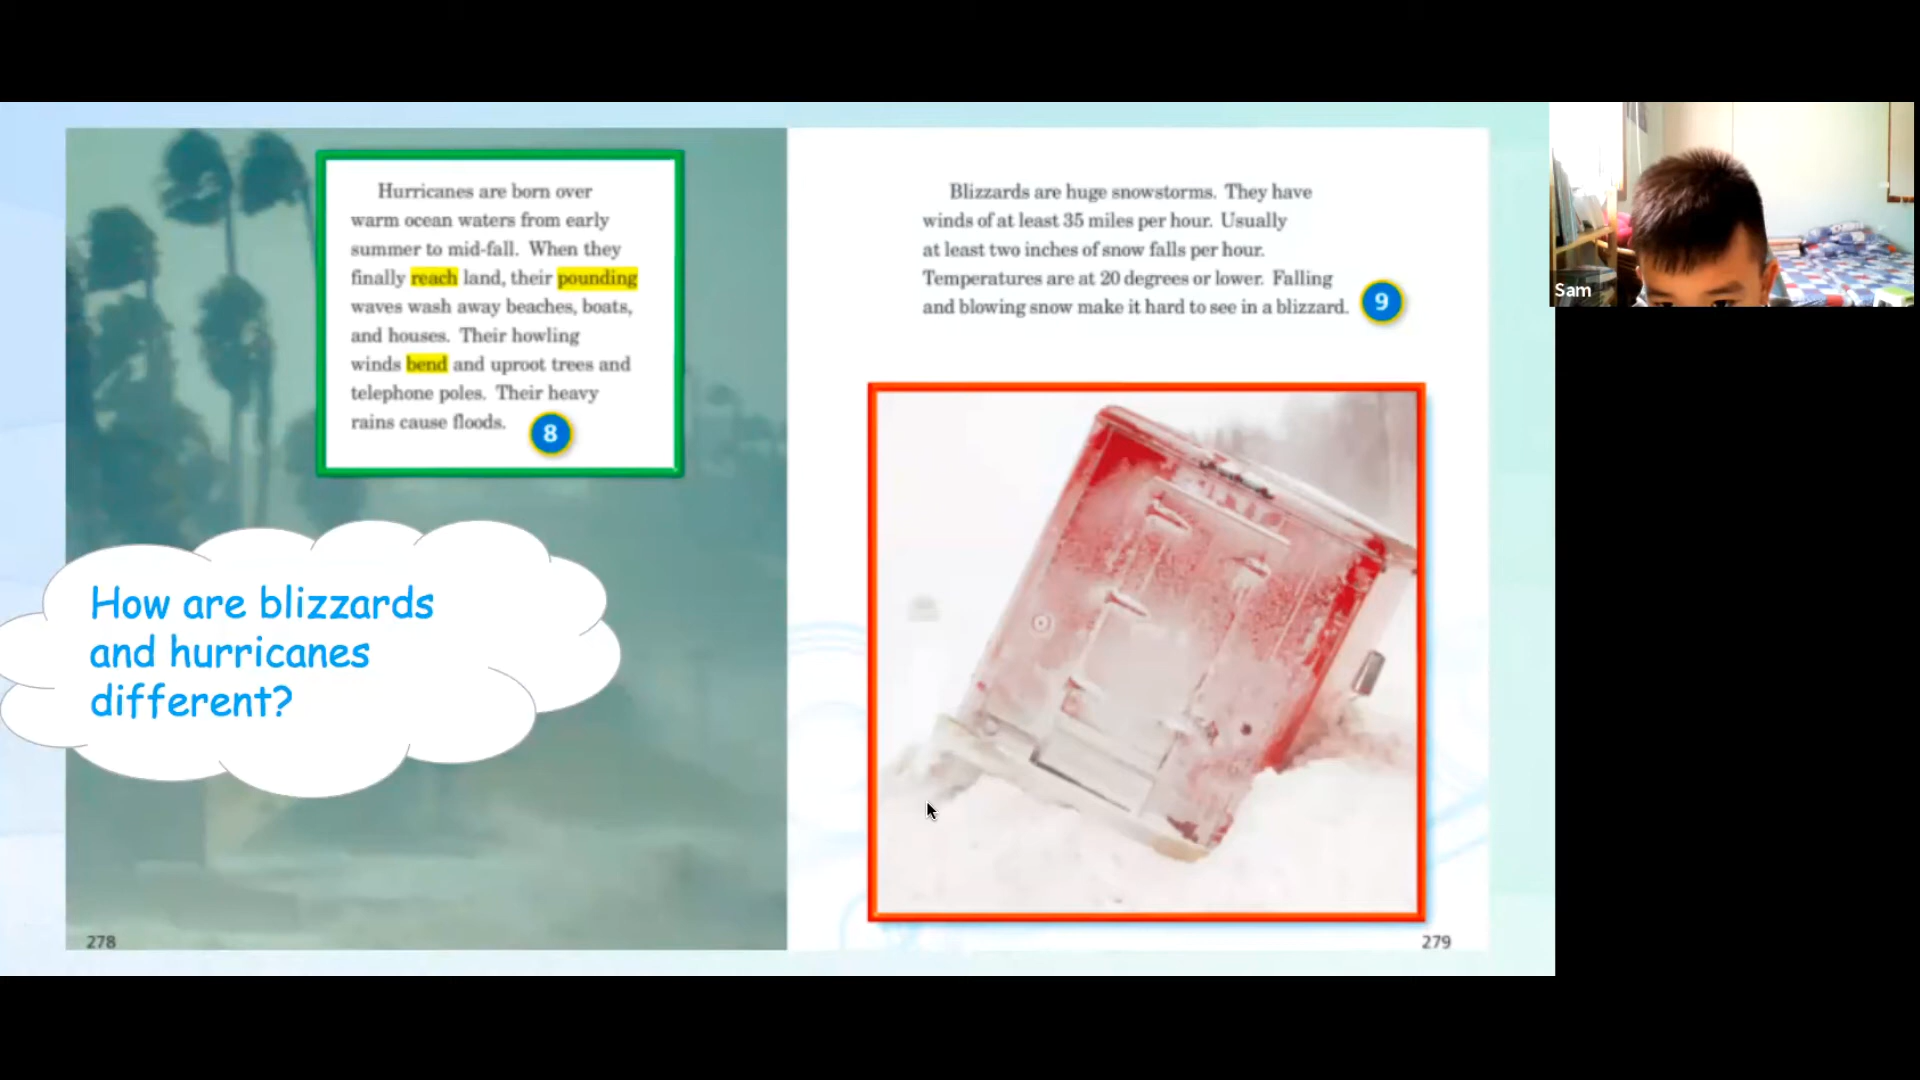 Hurricanes are born over
warm ocean waters from early
summer to mid-fall. When they
finally reach land, their pounding
waves wash away beaches, boats,
and houses. Their howling
winds bend and uproot trees and
telephone poles. Their heavy
rains cause floods.
8
How are blizzards
and hurricanes
different?
278
Blizzards are huge snowstorms. They have
winds of at least 35 miles per hour. Usually
at least two inches of snow falls per hour.
Temperatures are at 20 degrees or lower. Falling
and blowing snow make it hard to see in a blizzard.
9
279
Sam